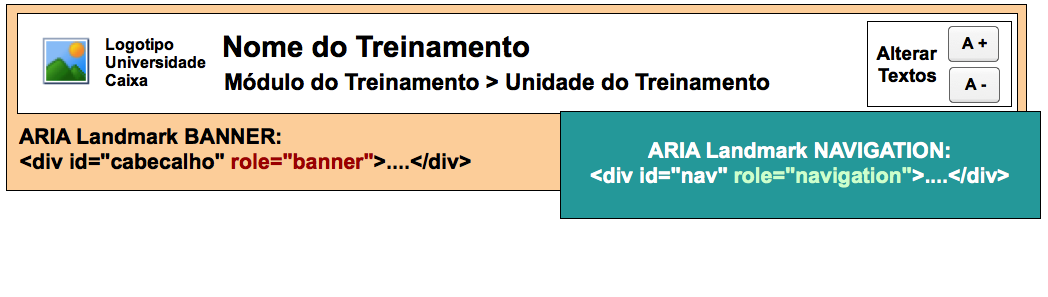 Logotipo
Universidade
Caixa
Nome do Treinamento
Módulo do Treinamento > Unidade do Treinamento
Alterar
Textos
A +
A -
ARIA Landmark BANNER:
<div id="cabecalho" role="banner">....</div>
ARIA Landmark NAVIGATION:
<div id="nav" role="navigation">....</div>